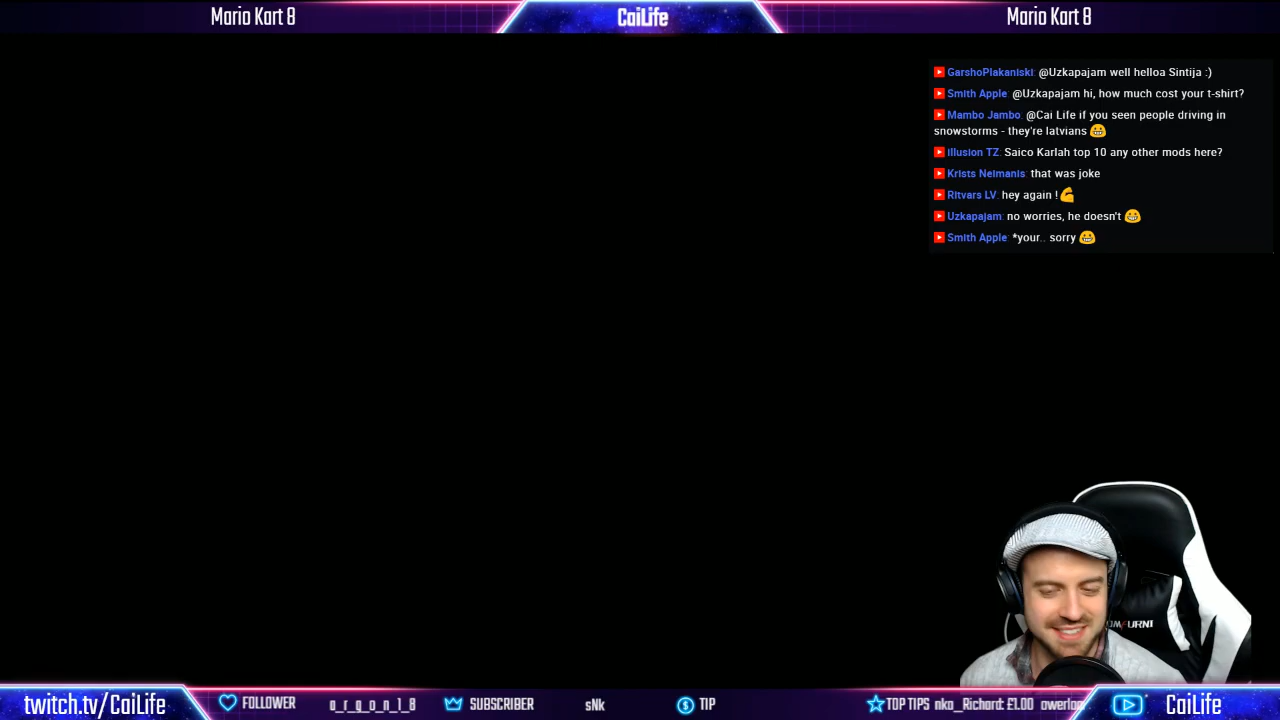 Mario Kart 8
CaiLife
Mario Kart 8
GarshoPlakaniski: @Uzkapajam well helloa Sintija :)
Smith Apple: @Uzkapajam hi, how much cost your t-shirt?
Mambo Jambo: @Cai Life if you seen people driving in
snowstorms - they're latvians 😁
illusion TZ: Saico Karlah top 10 any other mods here?
Krists Neimanis: that was joke
Ritvars LV: hey again ! 💪
Uzkapajam: no worries, he doesn't 😁
Smith Apple: *your.. sorry 😁
twitch.tv/CaiLife
FOLLOWER
SUBSCRIBER
sNk
TIP
TOP TIPS
nko_Richard: £1.00
CaiLife